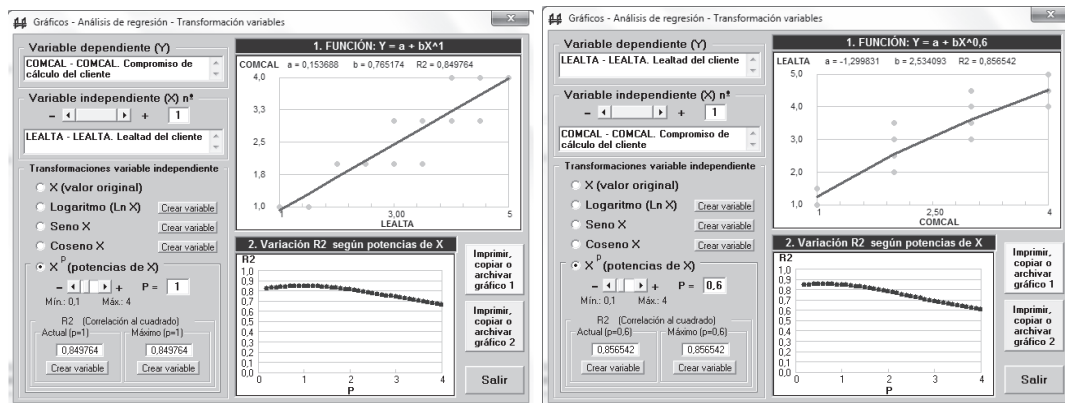 Gráficos - Análisis de regresión - Transformación variables
X
Variable dependiente (Y)
COMCAL - COMCAL. Compromiso de
cálculo del cliente
Variable independiente (X) nº
- + 1
LEALTA - LEALTA. Lealtad del cliente
Transformaciones variable independiente
X (valor original)
Logaritmo (Ln X) Crear variable
Seno X Crear variable
Coseno X Crear variable
X^p (potencias de X)
- + P = 1
Mín.: 0,1 Máx.: 4
R2 (Correlación al cuadrado)
Actual (p=1) Máximo (p=1)
0,849764 0,849764
Crear variable Crear variable
1. FUNCIÓN: Y = a + bX^1
COMCAL a = 0,153688 b = 0,765174 R2 = 0,849764
4,0
3,3
2,5
1,8
1,0
1 3,00 5
LEALTA
2. Variación R2 según potencias de X
R2
1,0
0,9
0,8
0,7
0,6
0,5
0,4
0,3
0,2
0,1
0,0
0 1 2 3 4
P
Imprimir,
copiar o
archivar
gráfico 1
Imprimir,
copiar o
archivar
gráfico 2
Salir
Gráficos - Análisis de regresión - Transformación variables
X
Variable dependiente (Y)
LEALTA - LEALTA. Lealtad del cliente
Variable independiente (X) nº
- + 1
COMCAL - COMCAL. Compromiso de
cálculo del cliente
Transformaciones variable independiente
X (valor original)
Logaritmo (Ln X) Crear variable
Seno X Crear variable
Coseno X Crear variable
X^p (potencias de X)
- + P = 0,6
Mín.: 0,1 Máx.: 4
R2 (Correlación al cuadrado)
Actual (p=0,6) Máximo (p=0,6)
0,856542 0,856542
Crear variable Crear variable
1. FUNCIÓN: Y = a + bX^0,6
LEALTA a = -1,299831 b = 2,534093 R2 = 0,856542
5,0
4,0
3,0
2,0
1,0
1 2,50 4
COMCAL
2. Variación R2 según potencias de X
R2
1,0
0,9
0,8
0,7
0,6
0,5
0,4
0,3
0,2
0,1
0,0
0 1 2 3 4
P
Imprimir,
copiar o
archivar
gráfico 1
Imprimir,
copiar o
archivar
gráfico 2
Salir